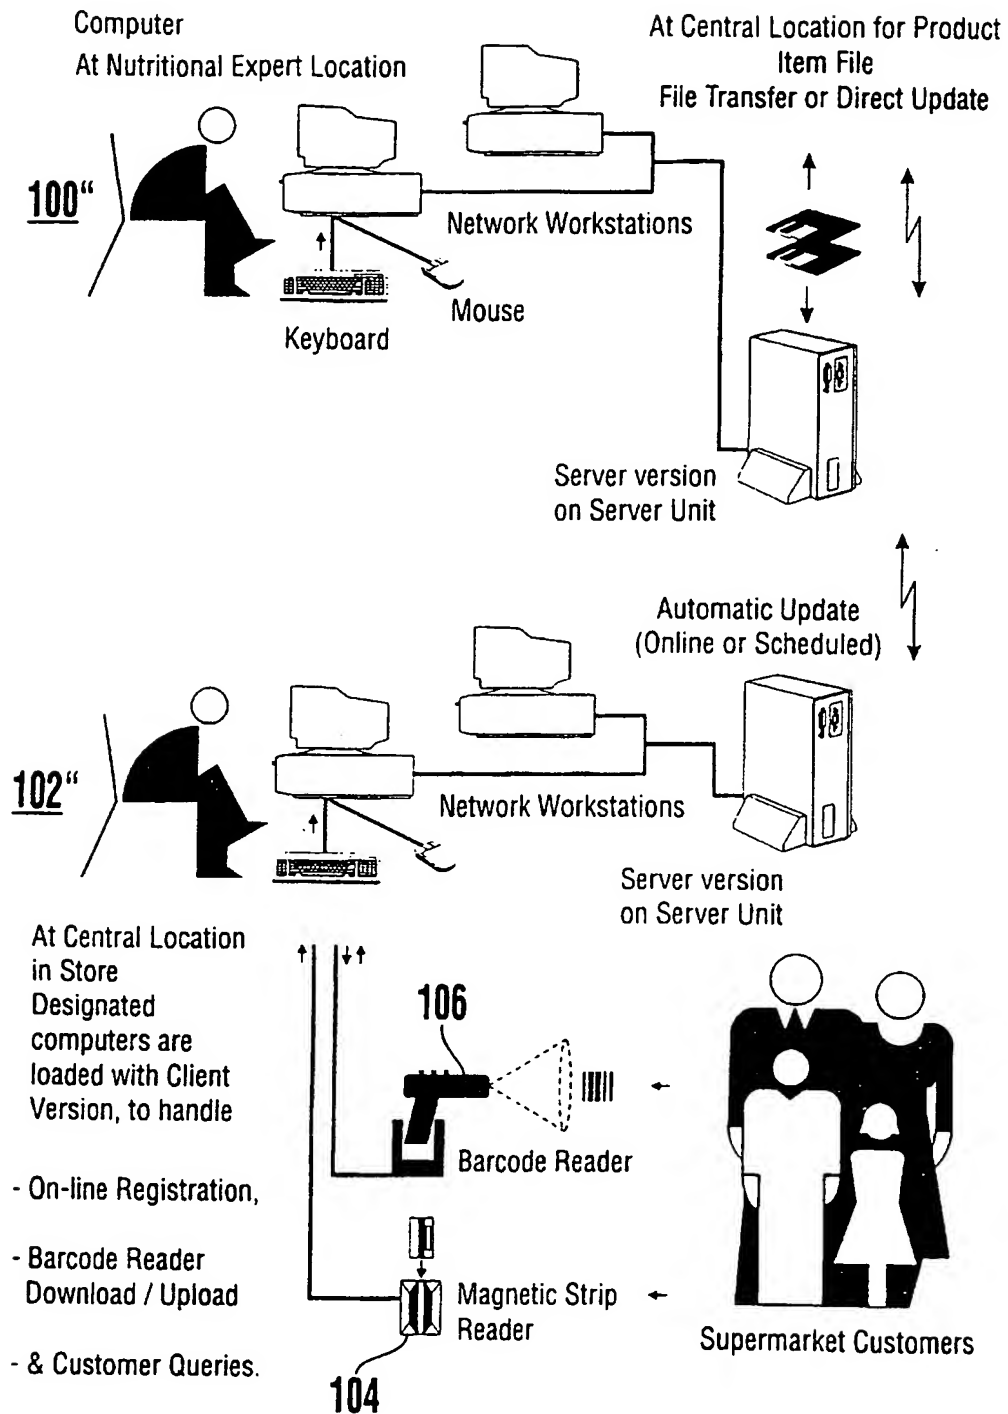 Computer
At Nutritional Expert Location
At Central Location for Product
Item File
File Transfer or Direct Update
100“
Network Workstations
Mouse
Keyboard
Server version
on Server Unit
Automatic Update
(Online or Scheduled)
102“
Network Workstations
Server version
on Server Unit
At Central Location
in Store
Designated
computers are
loaded with Client
Version, to handle
- On-line Registration,
- Barcode Reader
Download / Upload
- & Customer Queries.
106
Barcode Reader
Magnetic Strip
Reader
104
Supermarket Customers